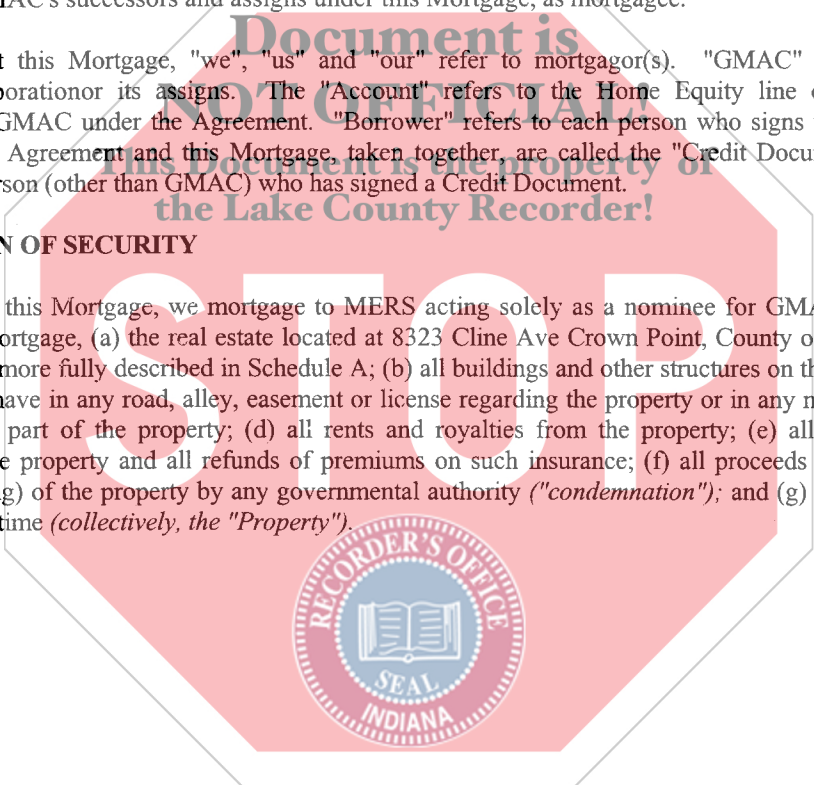 AC's successors and assigns under this Mortgage, as mortgagee.
Document is
t this Mortgage, "we", "us" and "our" refer to mortgagor(s). "GMAC"
porationor its assigns. The "Account" refers to the Home Equity line
NOT OFFICIAL!
GMAC under the Agreement. "Borrower" refers to each person who signs
Agreement and this Mortgage, taken together, are called the "Credit Docu
This Document is the property of
rson (other than GMAC) who has signed a Credit Document.
the Lake County Recorder!
N OF SECURITY
STOP
this Mortgage, we mortgage to MERS acting solely as a nominee for GMA
ortgage, (a) the real estate located at 8323 Cline Ave Crown Point, County o
more fully described in Schedule A; (b) all buildings and other structures on th
have in any road, alley, easement or license regarding the property or in any
part of the property; (d) all rents and royalties from the property; (e) all
e property and all refunds of premiums on such insurance; (f) all proceeds
g) of the property by any governmental authority ("condemnation"); and (g)
time (collectively, the "Property").
RECORDER'S OFFICE
SEAL
INDIANA